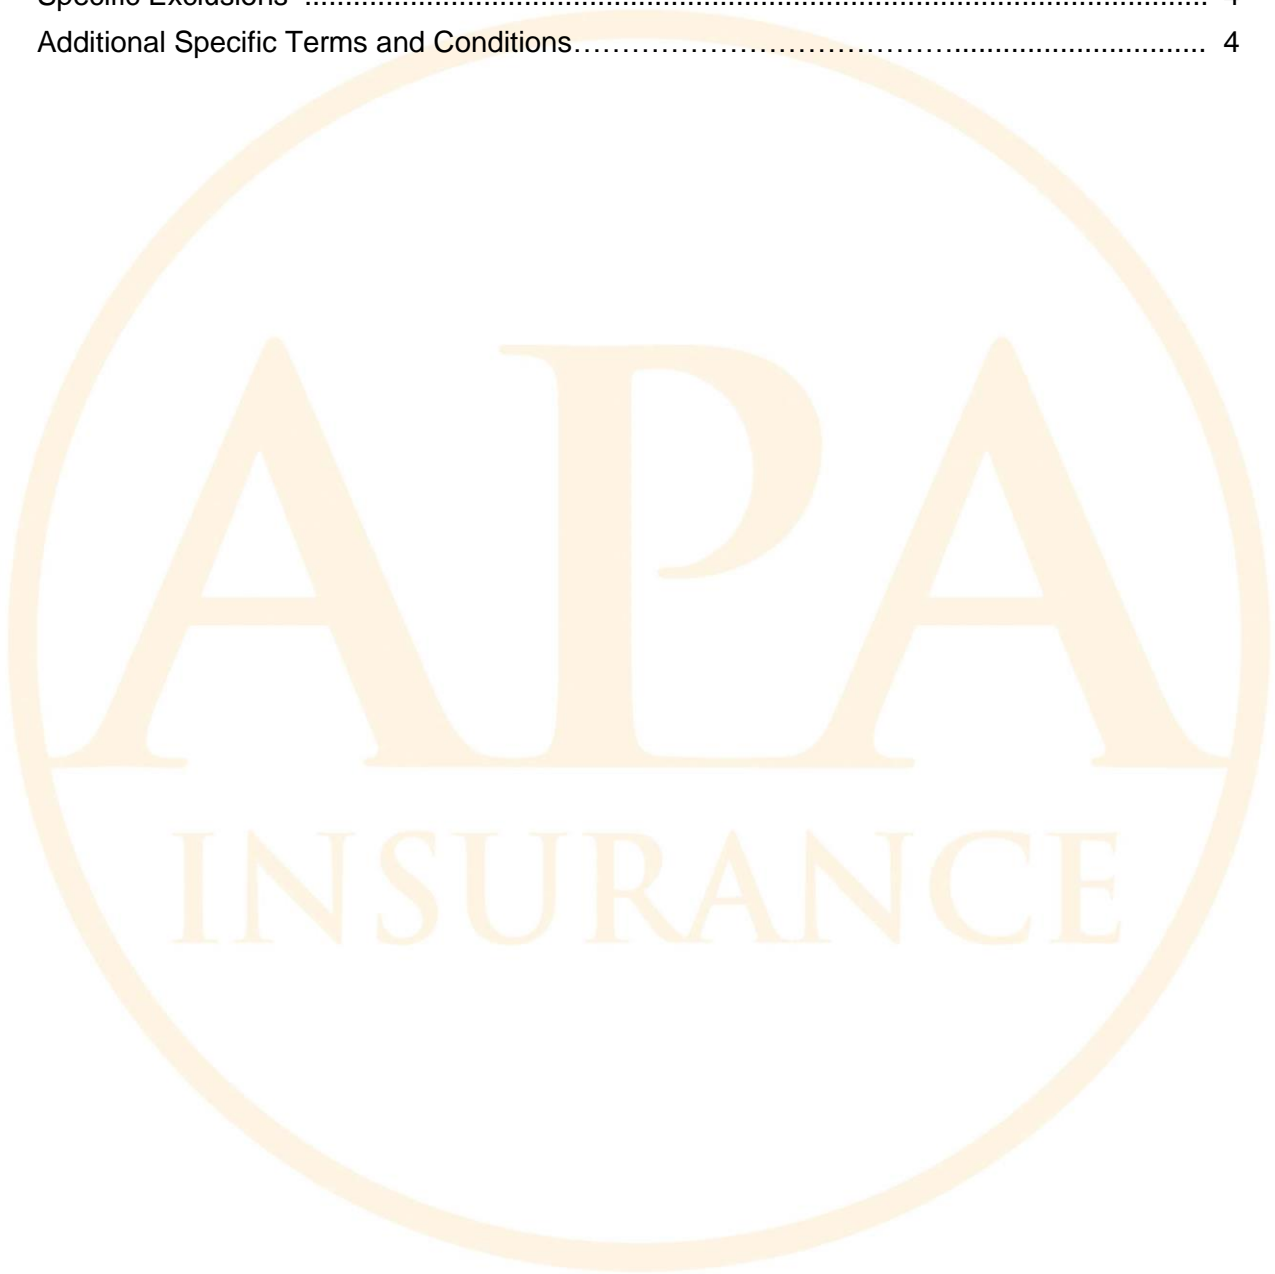 Specific Exclusions ............................................................................................................. 4
Additional Specific Terms and Conditions…………………………………............................... 4
APA
INSURANCE